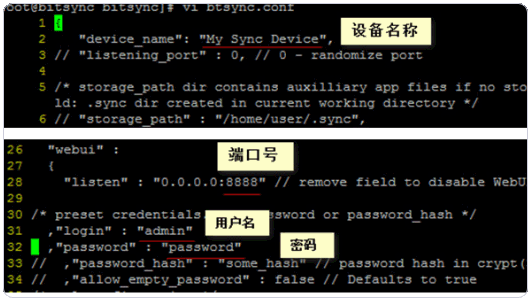 oot@bitsync bitsync]# vi btsync.conf
1 {
2 "device_name": "My Sync Device",
设备名称
3 // "listening_port" : 0, // 0 - randomize port
4
5 /* storage_path dir contains auxilliary app files if no sto
ld: .sync dir created in current working directory */
6 // "storage_path" : "/home/user/.sync",
26 "webui" :
端口号
27 {
28 "listen" : "0.0.0.0:8888" // remove field to disable WebU
29
30 /* preset credentials password or password_hash */
用户名
31 ,"login" : "admin"
32 ,"password" : "password"
密码
33 // ,"password_hash" : "some_hash" // password hash in crypt(
34 // ,"allow_empty_password" : false // Defaults to true